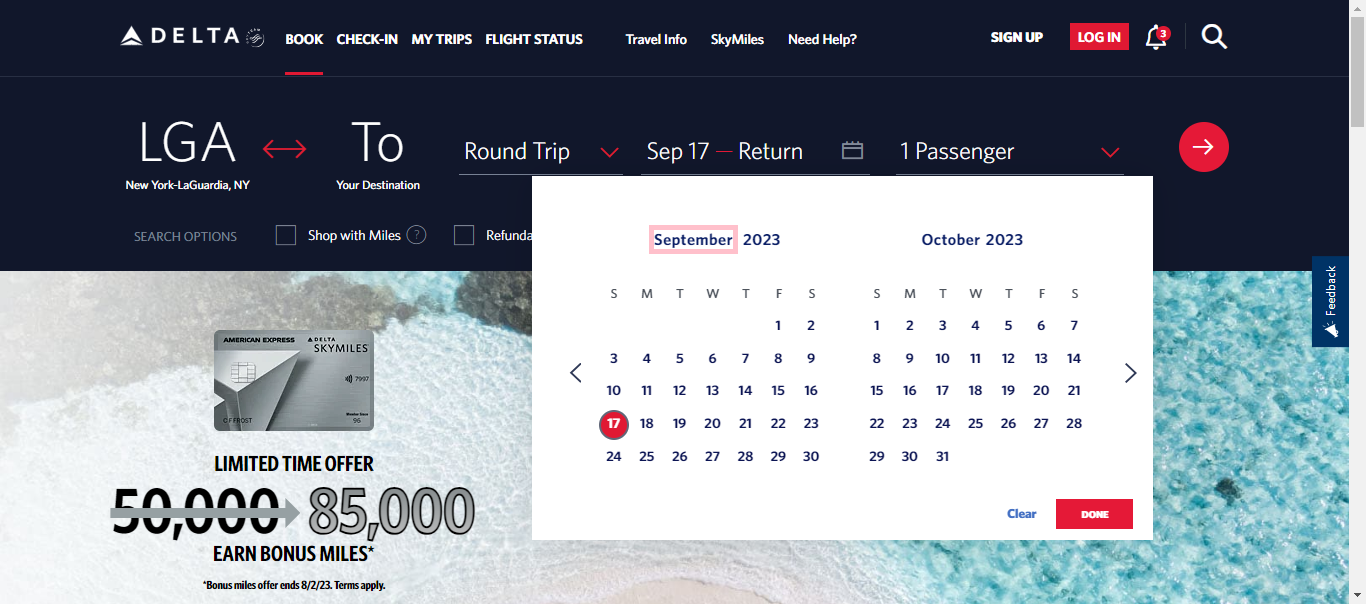 DELTA
BOOK CHECK-IN MY TRIPS FLIGHT STATUS Travel Info SkyMiles Need Help? SIGN UP LOG IN 3
LGA To Round Trip Sep 17 — Return 1 Passenger
New York-LaGuardia, NY Your Destination
SEARCH OPTIONS Shop with Miles ? Refunda
September 2023
S M T W T F S
1 2
3 4 5 6 7 8 9
10 11 12 13 14 15 16
17 18 19 20 21 22 23
24 25 26 27 28 29 30
October 2023
S M T W T F S
1 2 3 4 5 6 7
8 9 10 11 12 13 14
15 16 17 18 19 20 21
22 23 24 25 26 27 28
29 30 31
Clear DONE
Feedback
AMERICAN EXPRESS DELTA
SKYMILES
7997
Member Since
C F FROST 96
LIMITED TIME OFFER
50,000 85,000
EARN BONUS MILES*
*Bonus miles offer ends 8/2/23. Terms apply.